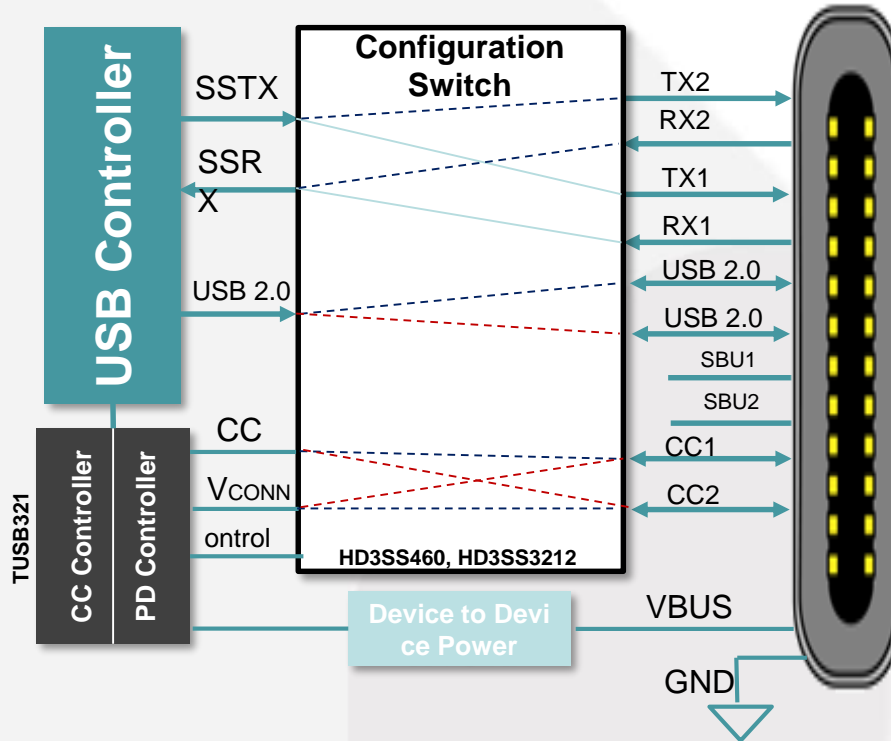 Configuration
Switch
USB Controller
SSTX
SSR
X
USB 2.0
TX2
RX2
TX1
RX1
USB 2.0
USB 2.0
SBU1
SBU2
CC
VCONN
ontrol
CC1
CC2
TUSB321
CC Controller
PD Controller
HD3SS460, HD3SS3212
Device to Devi
ce Power
VBUS
GND